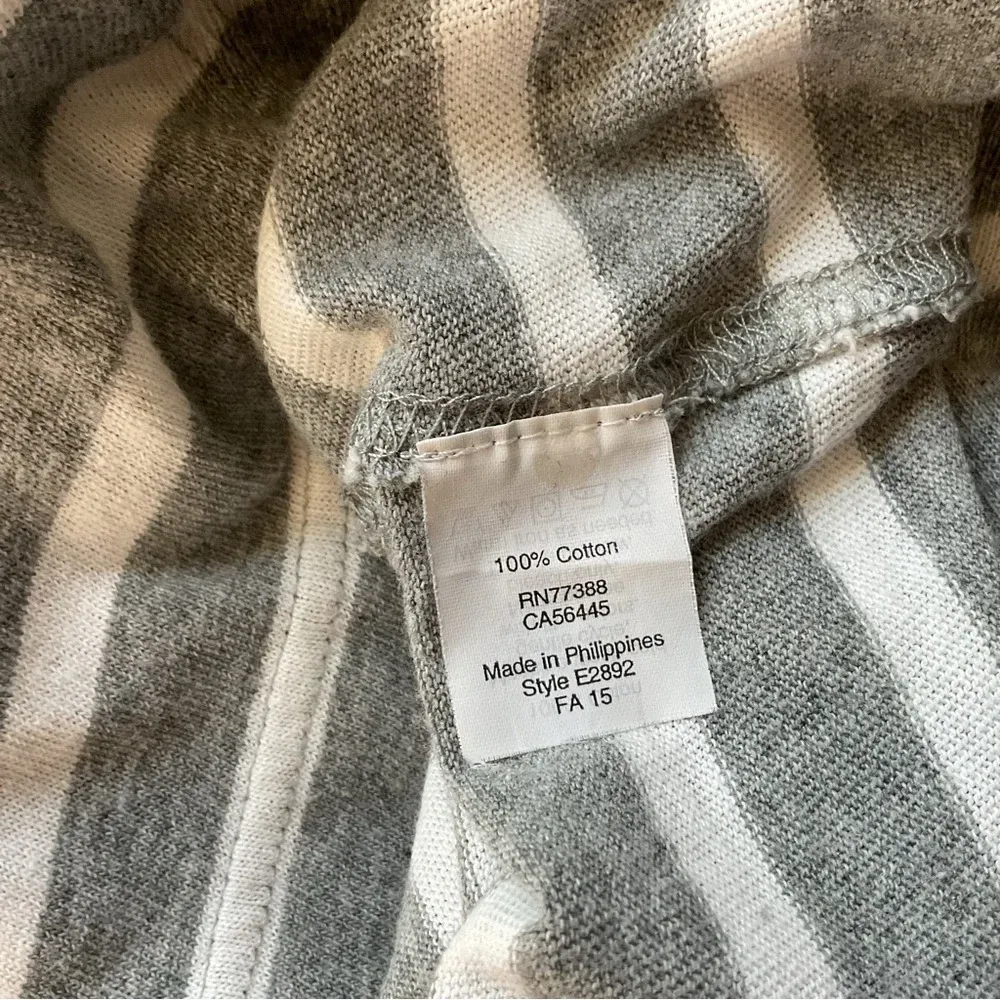 100% Cotton
RN77388
CA56445
Made in Philippines
Style E2892
FA 15